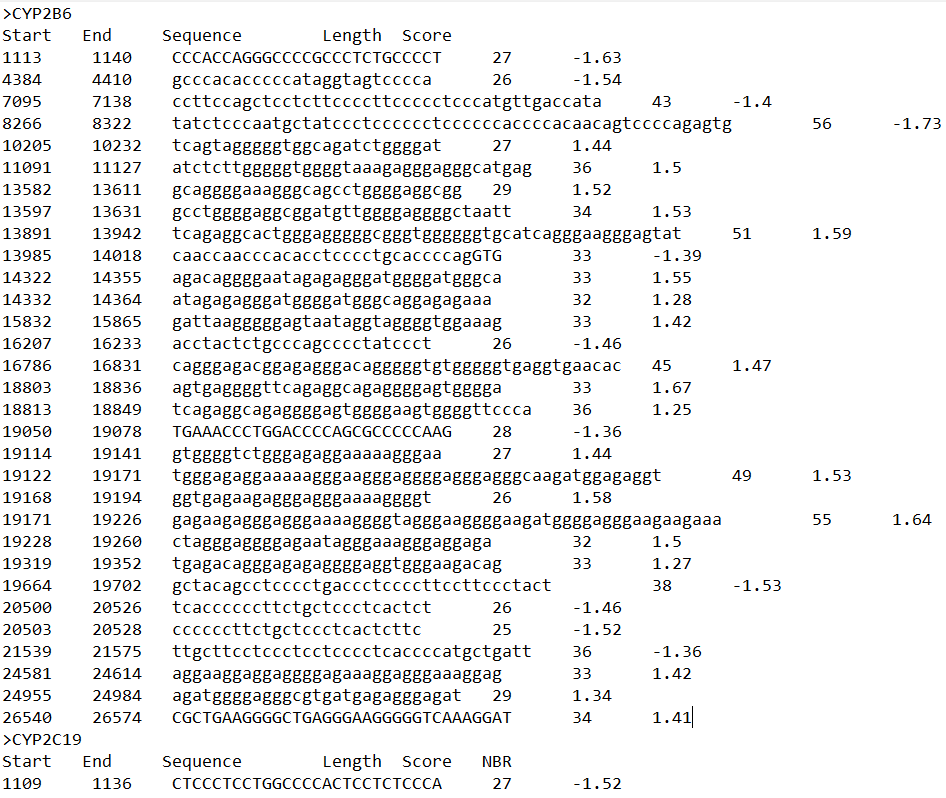 >CYP2B6
Start End Sequence Length Score
1113 1140 CCCACCAGGGCCCCGCCCTCTGCCCCT 27 -1.63
4384 4410 gcccacacccccataggtagtcccca 26 -1.54
7095 7138 ccttccagctcctcttccccttccccctcccatgttgaccata 43 -1.4
8266 8322 tatctcccaatgctatccctcccccctccccccaccccacaacagtccccagagtg 56 -1.73
10205 10232 tcagtagggggtggcagatctggggat 27 1.44
11091 11127 atctcttgggggtggggtaaagagggagggcatgag 36 1.5
13582 13611 gcaggggaaagggcagcctggggaggcgg 29 1.52
13597 13631 gcctggggaggcggatgttggggaggggctaatt 34 1.53
13891 13942 tcagaggcactgggagggggcgggtggggggtgcatcagggaagggagtat 51 1.59
13985 14018 caaccaacccacacctcccctgcaccccagGTG 33 -1.39
14322 14355 agacaggggaatagagagggatggggatgggca 33 1.55
14332 14364 atagagagggatggggatgggcaggagagaaa 32 1.28
15832 15865 gattaagggggagtaataggtaggggtggaaag 33 1.42
16207 16233 acctactctgcccagcccctatccct 26 -1.46
16786 16831 cagggagacggagagggacagggggtgtgggggtgaggtgaacac 45 1.47
18803 18836 agtgaggggttcagaggcagaggggagtgggga 33 1.67
18813 18849 tcagaggcagaggggagtggggaagtggggttccca 36 1.25
19050 19078 TGAAACCCTGGACCCCAGCGCCCCCAAG 28 -1.36
19114 19141 gtggggtctgggagaggaaaaagggaa 27 1.44
19122 19171 tgggagaggaaaaagggaagggaggggagggagggcaagatggagaggt 49 1.53
19168 19194 ggtgagaagagggagggaaaaggggt 26 1.58
19171 19226 gagaagagggagggaaaaggggtagggaaggggaagatggggagggaagaagaaa 55 1.64
19228 19260 ctagggaggggagaatagggaaagggaggaga 32 1.5
19319 19352 tgagacagggagagaggggaggtgggaagacag 33 1.27
19664 19702 gctacagcctcccctgaccctccccttccttccctact 38 -1.53
20500 20526 tcacccccccttctgctccctcactct 26 -1.46
20503 20528 ccccccttctgctccctcactcttc 25 -1.52
21539 21575 ttgcttcctccctcctcccctcaccccatgctgatt 36 -1.36
24581 24614 aggaaggaggaggggagaaaggagggaaaggag 33 1.42
24955 24984 agatggggagggcgtgatgagagggagat 29 1.34
26540 26574 CGCTGAAGGGGCTGAGGGAAGGGGGTCAAAGGAT 34 1.41
>CYP2C19
Start End Sequence Length Score NBR
1109 1136 CTCCCTCCTGGCCCCACTCCTCTCCCA 27 -1.52